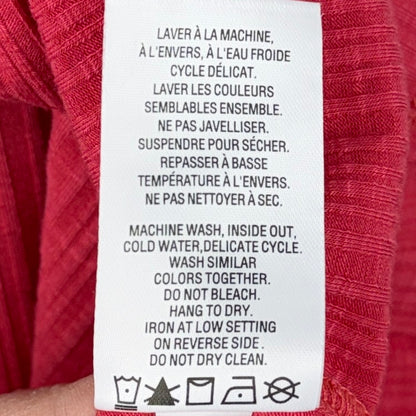 LAVER À LA MACHINE,
À L'ENVERS, À L'EAU FROIDE
CYCLE DÉLICAT.
LAVER LES COULEURS
SEMBLABLES ENSEMBLE.
NE PAS JAVELLISER.
SUSPENDRE POUR SÉCHER.
REPASSER À BASSE
TEMPÉRATURE À L'ENVERS.
NE PAS NETTOYER À SEC.
MACHINE WASH, INSIDE OUT,
COLD WATER,DELICATE CYCLE.
WASH SIMILAR
COLORS TOGETHER.
DO NOT BLEACH.
HANG TO DRY.
IRON AT LOW SETTING
ON REVERSE SIDE .
DO NOT DRY CLEAN.